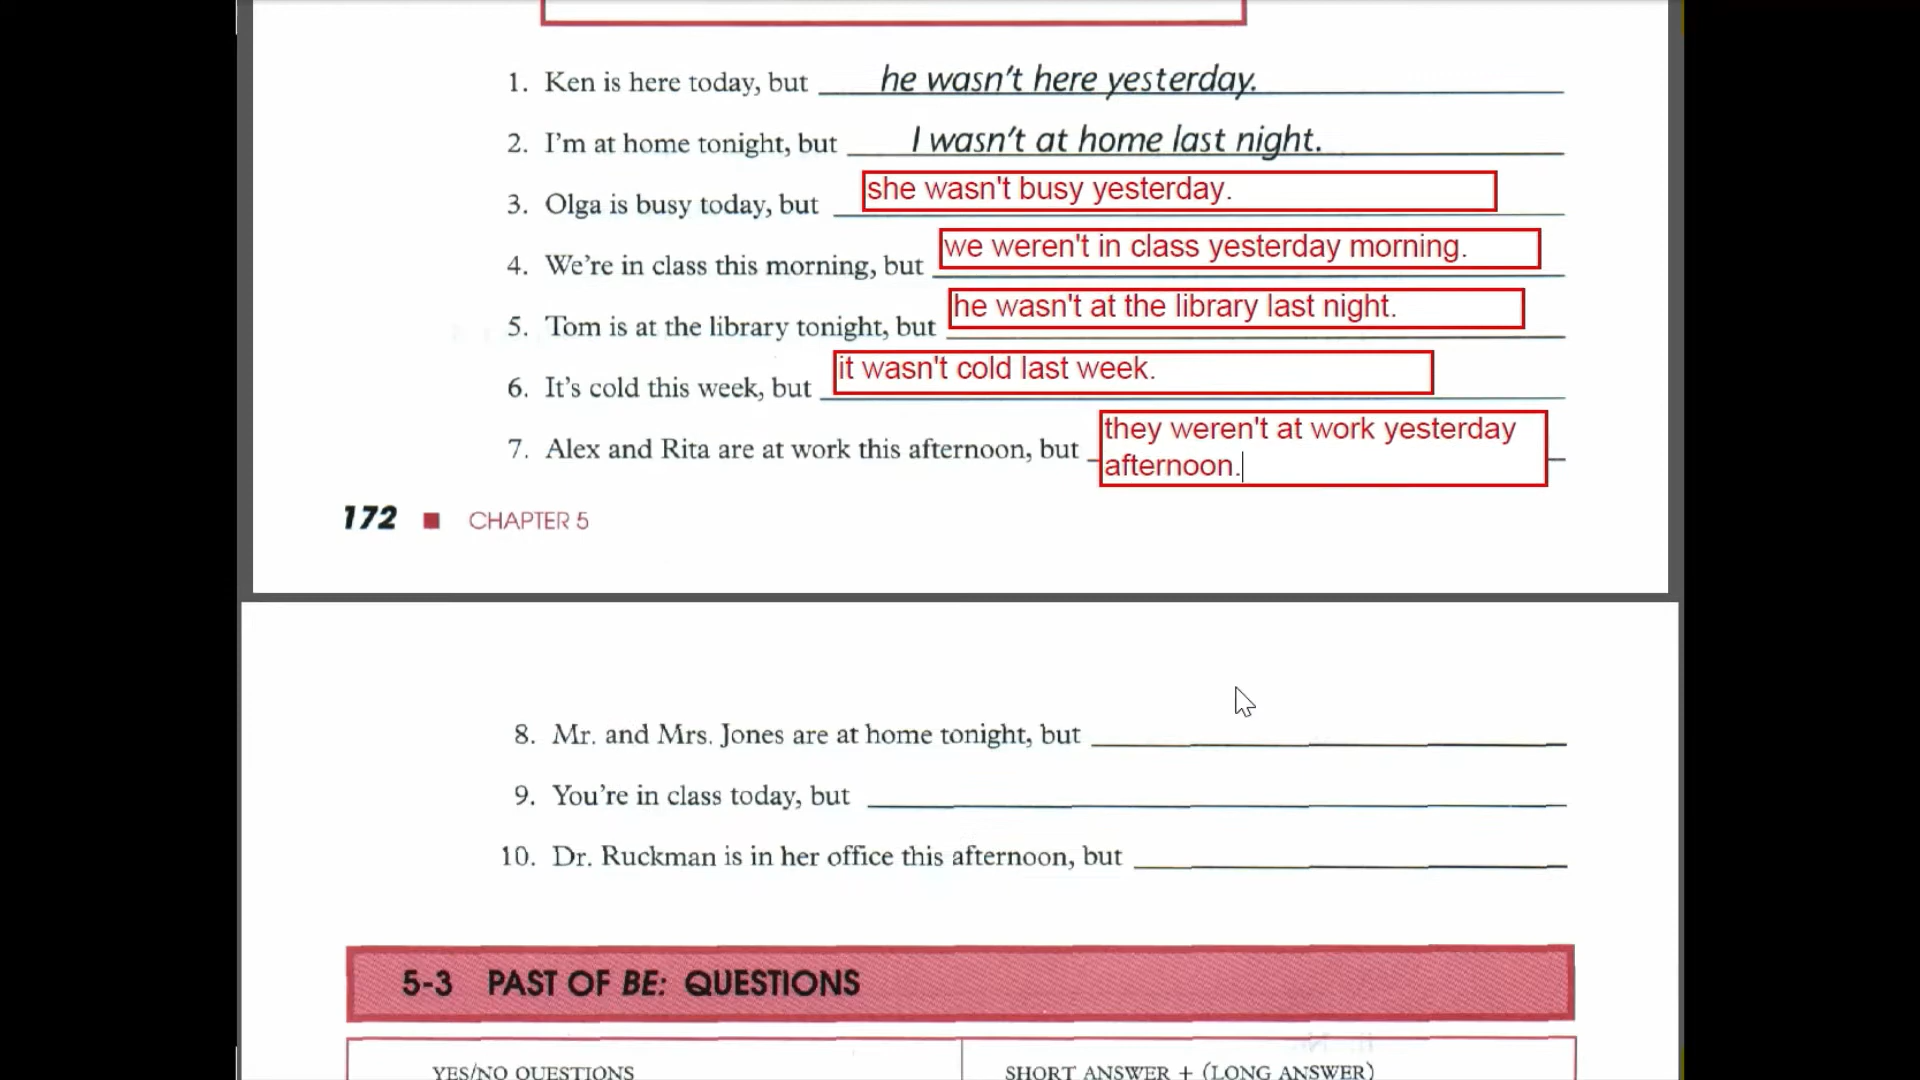 1. Ken is here today, but he wasn't here yesterday.
2. I'm at home tonight, but I wasn't at home last night.
3. Olga is busy today, but she wasn't busy yesterday.
4. We're in class this morning, but we weren't in class yesterday morning.
5. Tom is at the library tonight, but he wasn't at the library last night.
6. It's cold this week, but it wasn't cold last week.
7. Alex and Rita are at work this afternoon, but they weren't at work yesterday
afternoon.
172 ■ CHAPTER 5
8. Mr. and Mrs. Jones are at home tonight, but
9. You're in class today, but
10. Dr. Ruckman is in her office this afternoon, but
5-3 PAST OF BE: QUESTIONS
YES/NO QUESTIONS SHORT ANSWER + (LONG ANSWER)